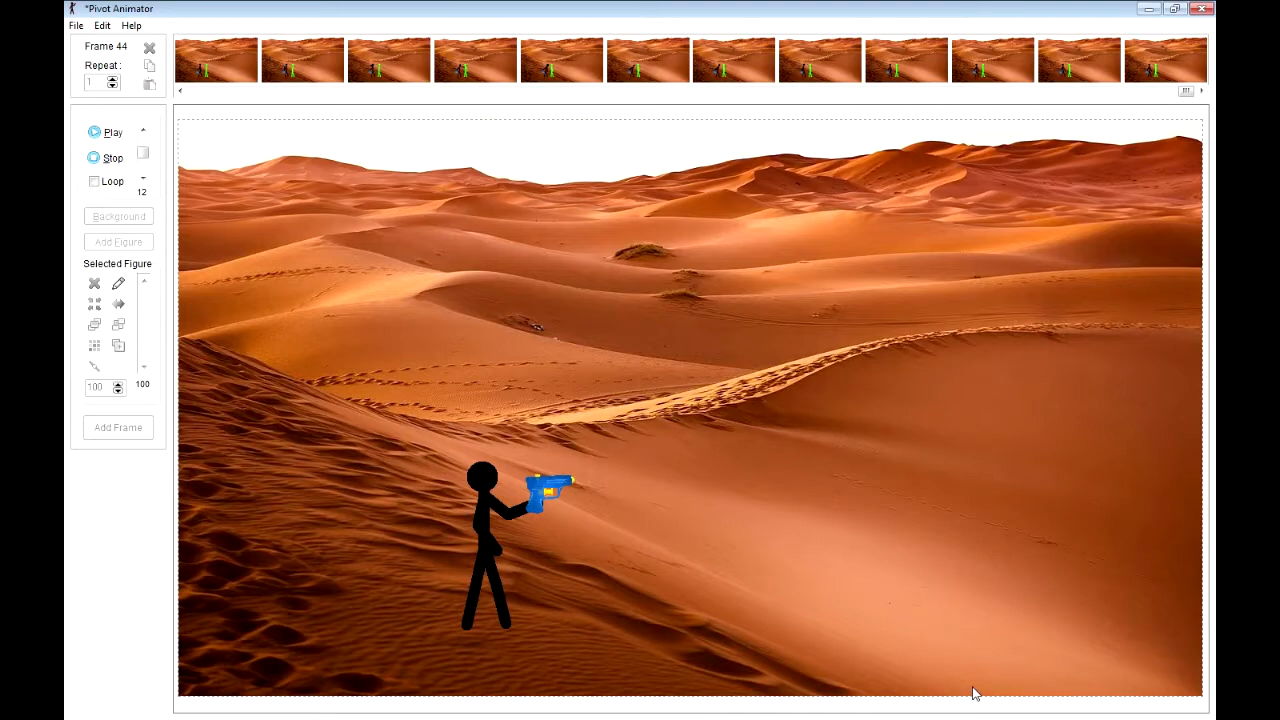 *Pivot Animator
File Edit Help
Frame 44
Repeat:
1
Play
Stop
Loop
12
Background
Add Figure
Selected Figure
100 100
Add Frame